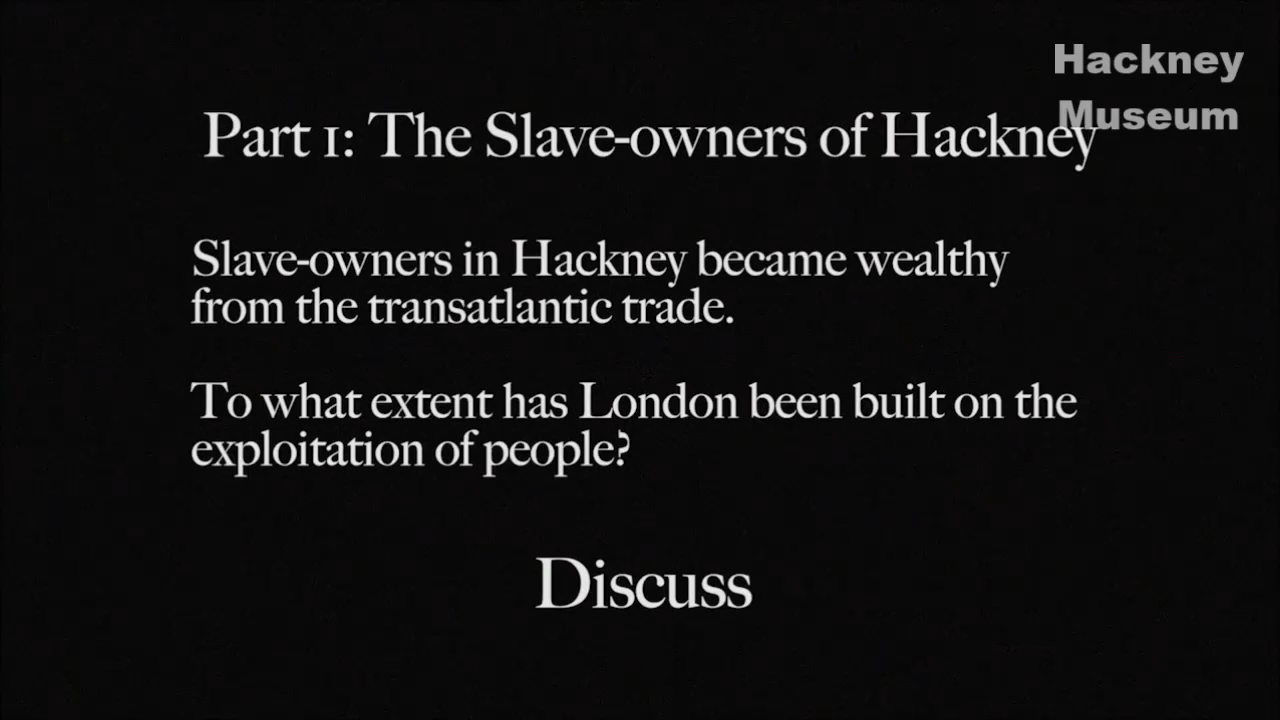 Hackney
Museum
Part 1: The Slave-owners of Hackney
Slave-owners in Hackney became wealthy
from the transatlantic trade.
To what extent has London been built on the
exploitation of people?
Discuss